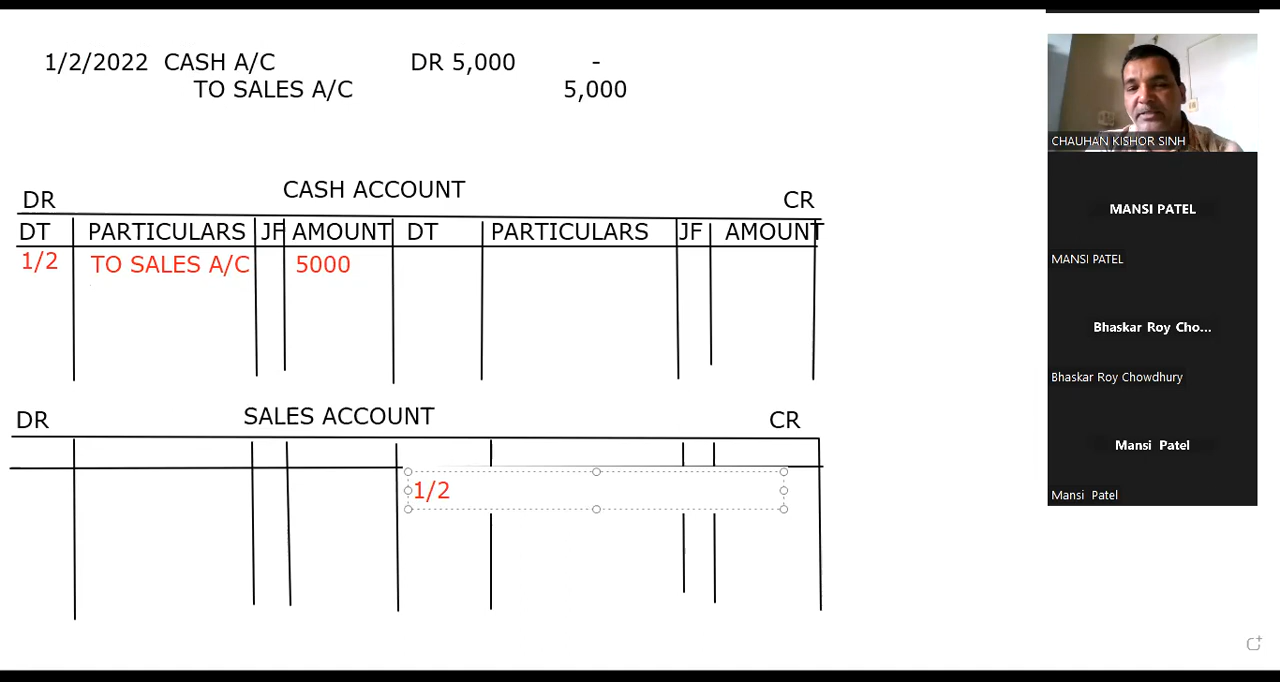 1/2/2022 CASH A/C DR 5,000 -
TO SALES A/C 5,000
CASH ACCOUNT
DR CR
DT PARTICULARS JF AMOUNT DT PARTICULARS JF AMOUNT
1/2 TO SALES A/C 5000
SALES ACCOUNT
DR CR
1/2
CHAUHAN KISHOR SINH
MANSI PATEL
MANSI PATEL
Bhaskar Roy Cho...
Bhaskar Roy Chowdhury
Mansi Patel
Mansi Patel